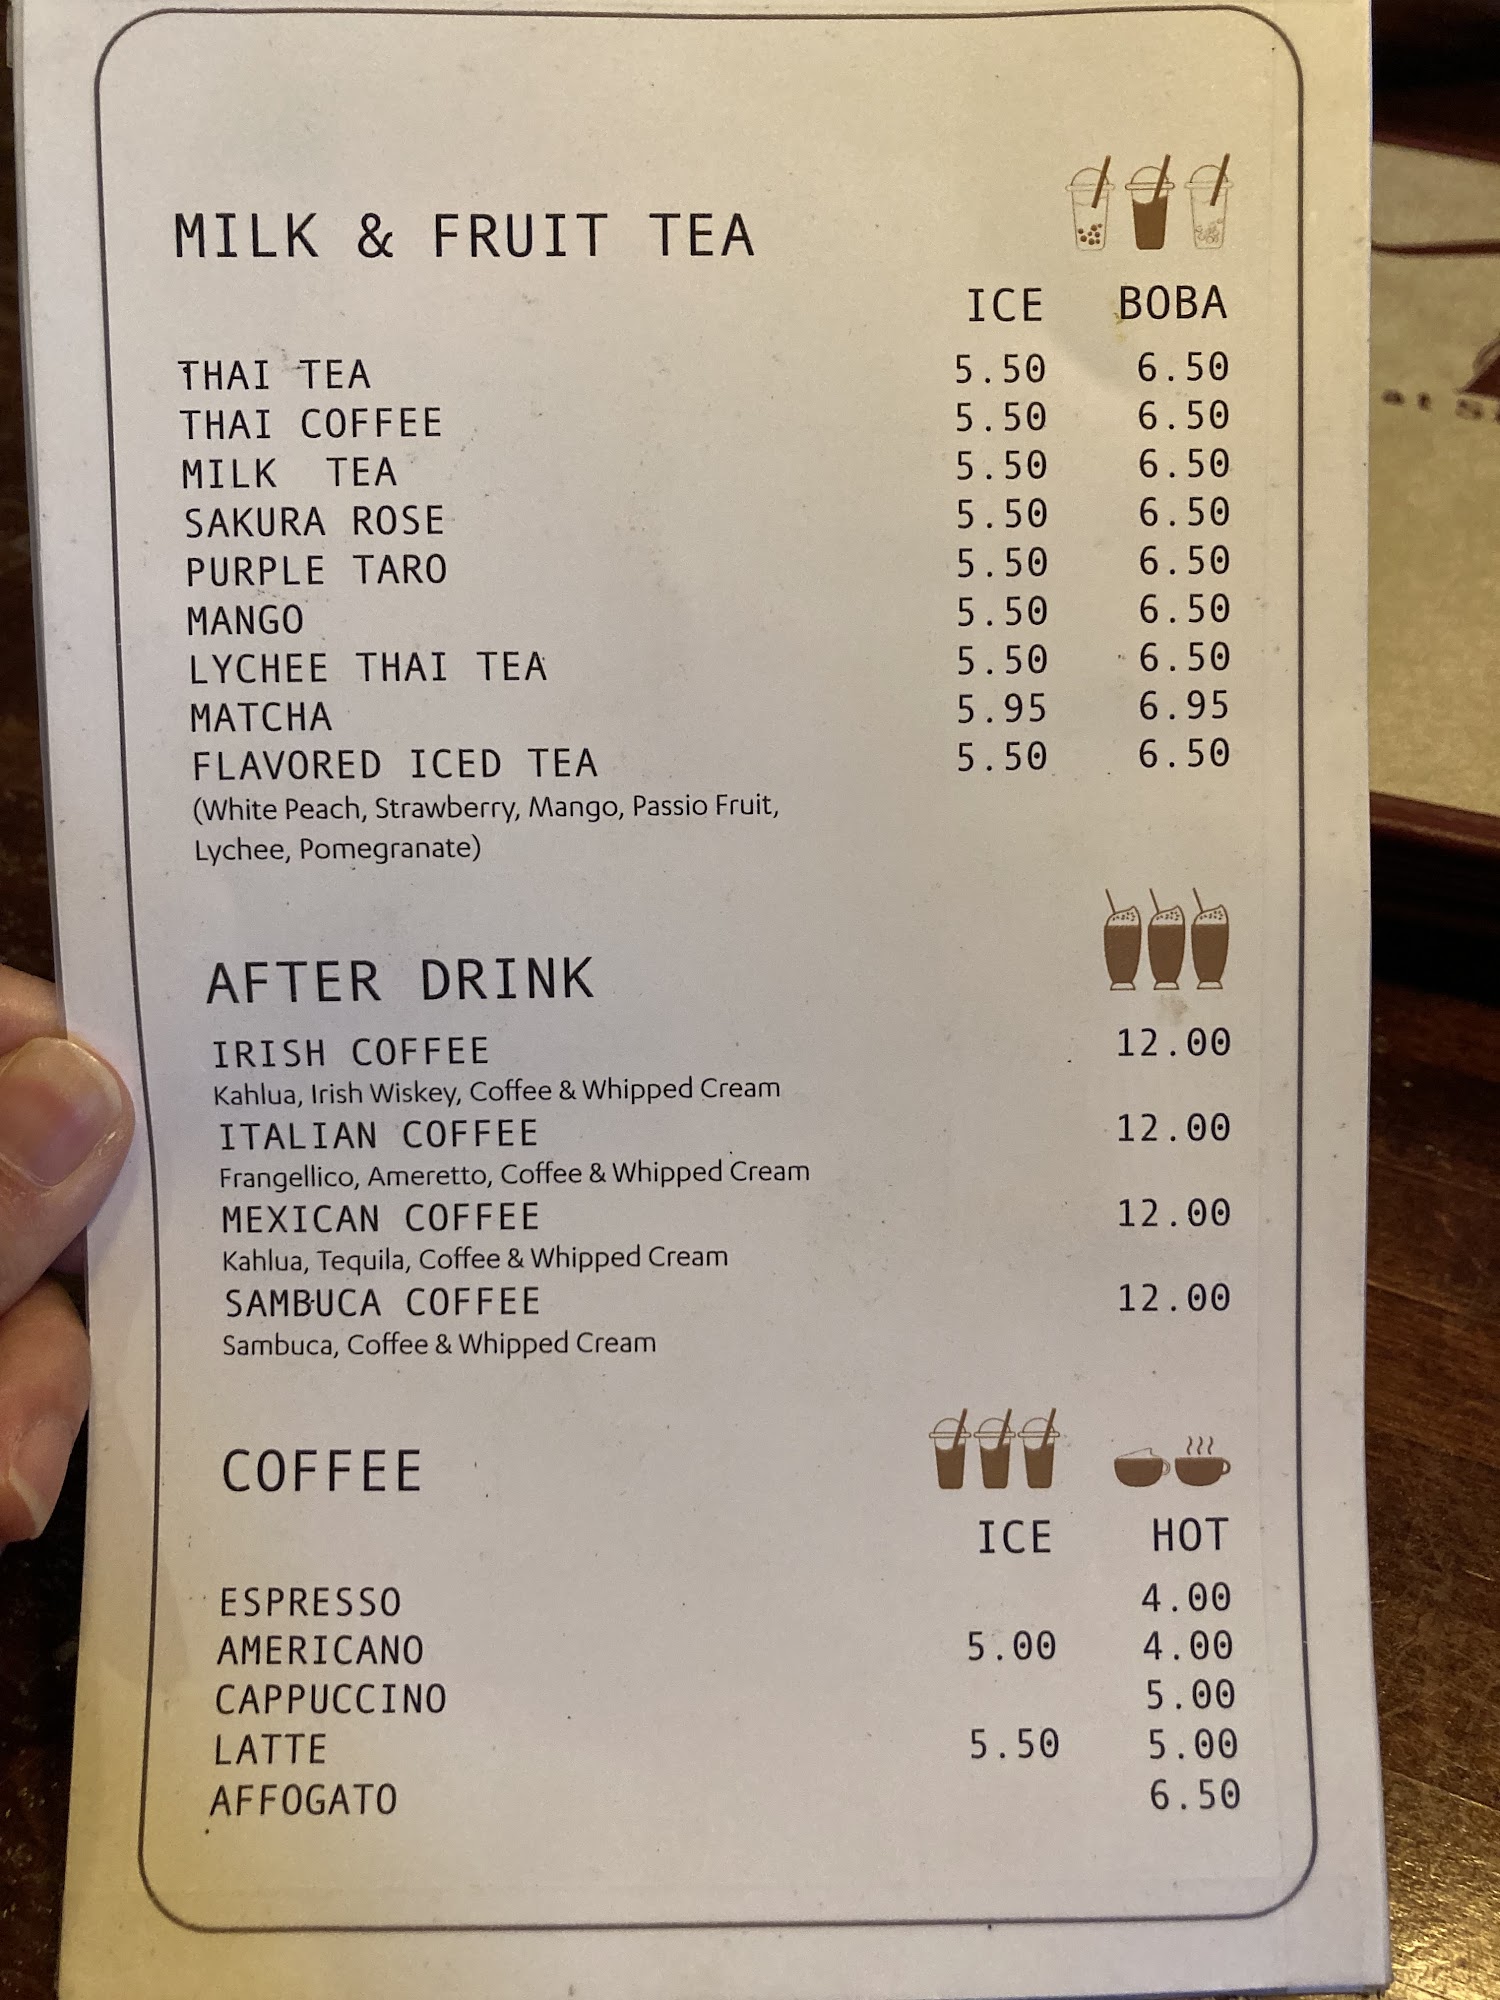 MILK & FRUIT TEA
ICE BOBA
THAI TEA 5.50 6.50
THAI COFFEE 5.50 6.50
MILK TEA 5.50 6.50
SAKURA ROSE 5.50 6.50
PURPLE TARO 5.50 6.50
MANGO 5.50 6.50
LYCHEE THAI TEA 5.50 6.50
MATCHA 5.95 6.95
FLAVORED ICED TEA 5.50 6.50
(White Peach, Strawberry, Mango, Passio Fruit,
Lychee, Pomegranate)
AFTER DRINK
IRISH COFFEE 12.00
Kahlua, Irish Wiskey, Coffee & Whipped Cream
ITALIAN COFFEE 12.00
Frangellico, Ameretto, Coffee & Whipped Cream
MEXICAN COFFEE 12.00
Kahlua, Tequila, Coffee & Whipped Cream
SAMBUCA COFFEE 12.00
Sambuca, Coffee & Whipped Cream
COFFEE
ICE HOT
ESPRESSO 4.00
AMERICANO 5.00 4.00
CAPPUCCINO 5.00
LATTE 5.50 5.00
AFFOGATO 6.50